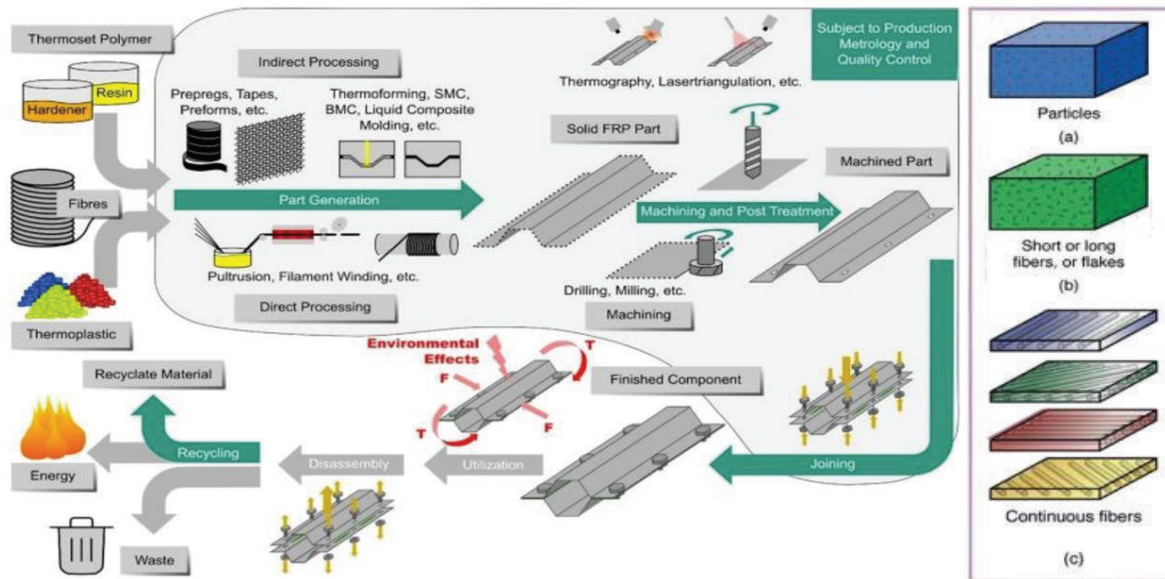 Thermoset Polymer
Resin
Hardener
Fibres
Thermoplastic
Indirect Processing
Prepregs, Tapes,
Preforms, etc.
Thermoforming, SMC,
BMC, Liquid Composite
Molding, etc.
Part Generation
Pultrusion, Filament Winding, etc.
Direct Processing
Thermography, Lasertriangulation, etc.
Subject to Production
Metrology and
Quality Control
Solid FRP Part
Machined Part
Machining and Post Treatment
Drilling, Milling, etc.
Machining
Joining
Finished Component
Environmental
Effects
F
T
T
F
Utilization
Disassembly
Recycling
Recyclate Material
Energy
Waste
Particles
(a)
Short or long
fibers, or flakes
(b)
Continuous fibers
(c)